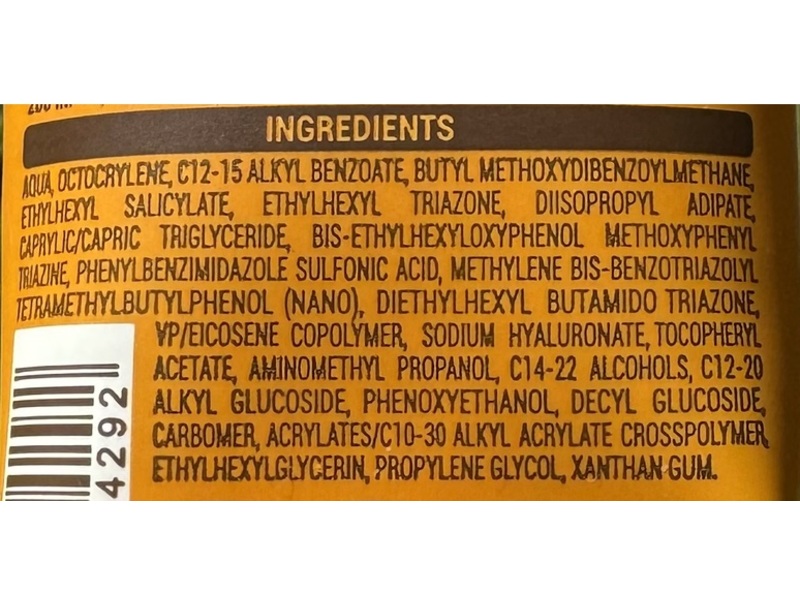 INGREDIENTS
AQUA, OCTOCRYLENE, C12-15 ALKYL BENZOATE, BUTYL METHOXYDIBENZOYLMETHANE,
ETHYLHEXYL SALICYLATE, ETHYLHEXYL TRIAZONE, DIISOPROPYL ADIPATE,
CAPRYLIC/CAPRIC TRIGLYCERIDE, BIS-ETHYLHEXYLOXYPHENOL METHOXYPHENYL
TRIAZINE, PHENYLBENZIMIDAZOLE SULFONIC ACID, METHYLENE BIS-BENZOTRIAZOLYL
TETRAMETHYLBUTYLPHENOL (NANO), DIETHYLHEXYL BUTAMIDO TRIAZONE,
VP/EICOSENE COPOLYMER, SODIUM HYALURONATE, TOCOPHERYL
ACETATE, AMINOMETHYL PROPANOL, C14-22 ALCOHOLS, C12-20
ALKYL GLUCOSIDE, PHENOXYETHANOL, DECYL GLUCOSIDE,
CARBOMER, ACRYLATES/C10-30 ALKYL ACRYLATE CROSSPOLYMER,
ETHYLHEXYLGLYCERIN, PROPYLENE GLYCOL, XANTHAN GUM.
4292